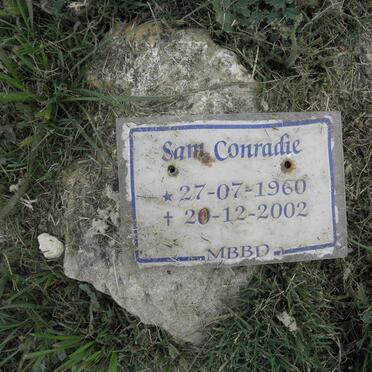 Sam Conradie
★ 27-07-1960
† 20-12-2002
MBBD